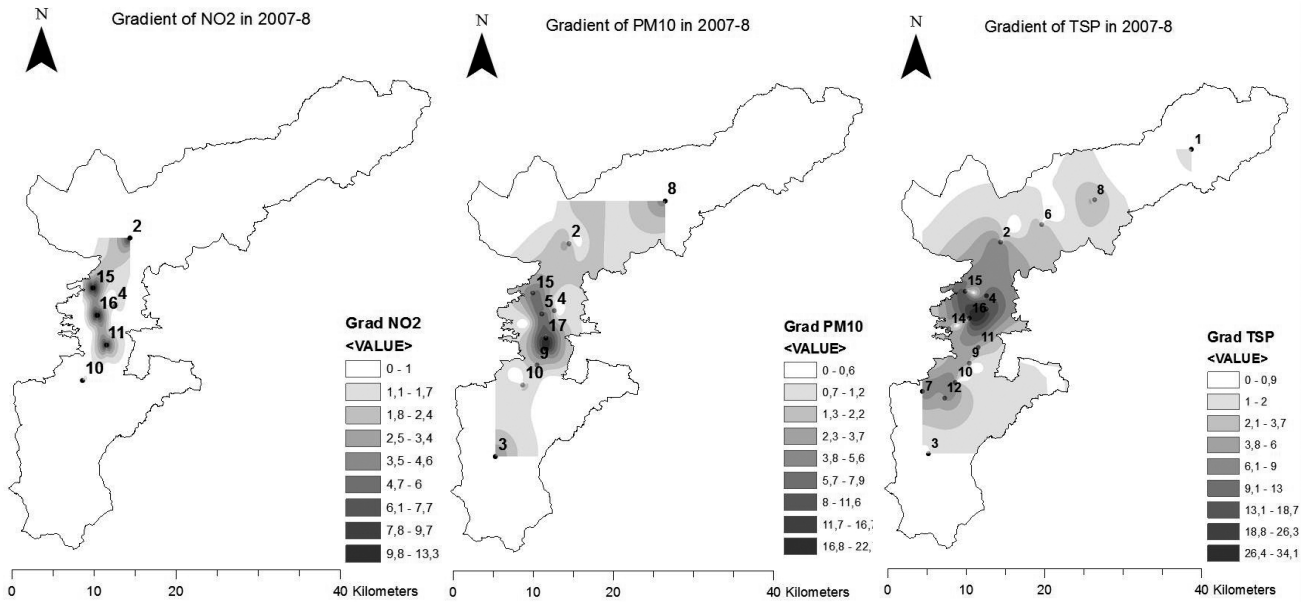 Gradient of NO2 in 2007-8
N
2
15
4
16
11
10
Grad NO2
<VALUE>
0 - 1
1,1 - 1,7
1,8 - 2,4
2,5 - 3,4
3,5 - 4,6
4,7 - 6
6,1 - 7,7
7,8 - 9,7
9,8 - 13,3
0 10 20 40 Kilometers
Gradient of PM10 in 2007-8
N
8
2
15
5 4
17
9
10
3
Grad PM10
<VALUE>
0 - 0,6
0,7 - 1,2
1,3 - 2,2
2,3 - 3,7
3,8 - 5,6
5,7 - 7,9
8 - 11,6
11,7 - 16,
16,8 - 22,
0 10 20 40 Kilometers
Gradient of TSP in 2007-8
N
1
8
6
2
15
4
16
14
11
9
10
7
12
3
Grad TSP
<VALUE>
0 - 0,9
1 - 2
2,1 - 3,7
3,8 - 6
6,1 - 9
9,1 - 13
13,1 - 18,7
18,8 - 26,3
26,4 - 34,1
0 10 20 40 Kilometers